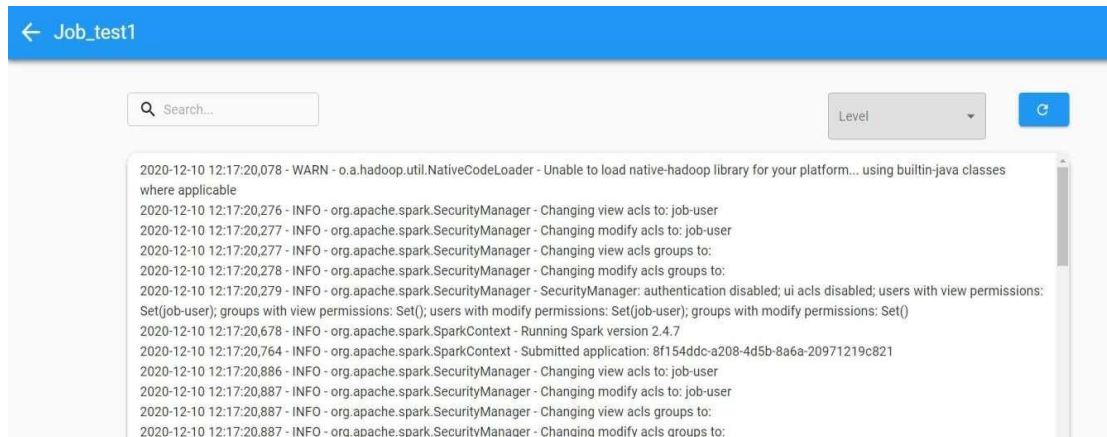 Job_test1
Search...
Level
2020-12-10 12:17:20,078 - WARN - o.a.hadoop.util.NativeCodeLoader - Unable to load native-hadoop library for your platform... using builtin-java classes
where applicable
2020-12-10 12:17:20,276 - INFO - org.apache.spark.SecurityManager - Changing view acls to: job-user
2020-12-10 12:17:20,277 - INFO - org.apache.spark.SecurityManager - Changing modify acls to: job-user
2020-12-10 12:17:20,277 - INFO - org.apache.spark.SecurityManager - Changing view acls groups to:
2020-12-10 12:17:20,278 - INFO - org.apache.spark.SecurityManager - Changing modify acls groups to:
2020-12-10 12:17:20,279 - INFO - org.apache.spark.SecurityManager - SecurityManager: authentication disabled; ui acls disabled; users with view permissions:
Set(job-user); groups with view permissions: Set(); users with modify permissions: Set(job-user); groups with modify permissions: Set()
2020-12-10 12:17:20,678 - INFO - org.apache.spark.SparkContext - Running Spark version 2.4.7
2020-12-10 12:17:20,764 - INFO - org.apache.spark.SparkContext - Submitted application: 8f154ddc-a208-4d5b-8a6a-20971219c821
2020-12-10 12:17:20,886 - INFO - org.apache.spark.SecurityManager - Changing view acls to: job-user
2020-12-10 12:17:20,887 - INFO - org.apache.spark.SecurityManager - Changing modify acls to: job-user
2020-12-10 12:17:20,887 - INFO - org.apache.spark.SecurityManager - Changing view acls groups to:
2020-12-10 12:17:20,887 - INFO - org.apache.spark.SecurityManager - Changing modify acls groups to: